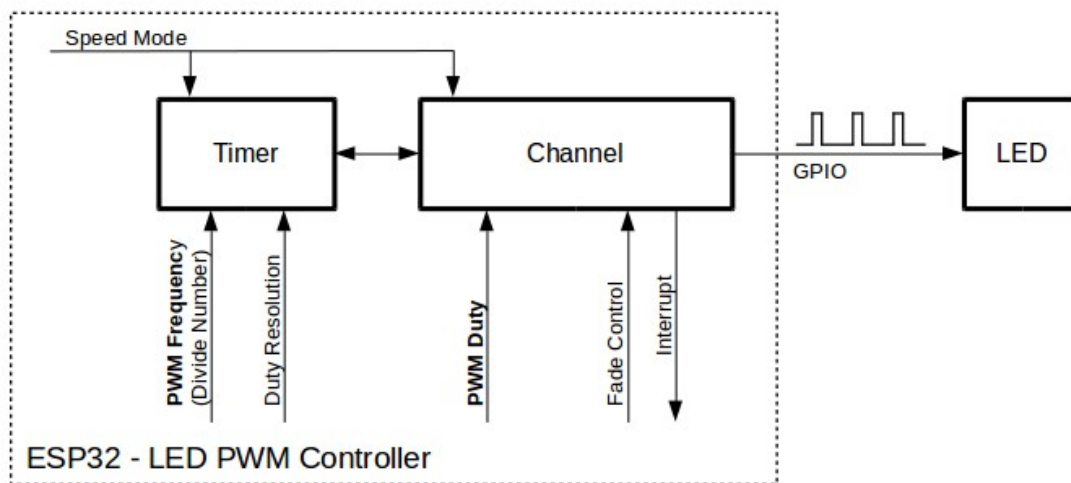 Speed Mode
Timer
Channel
GPIO
LED
PWM Frequency
(Divide Number)
Duty Resolution
PWM Duty
Fade Control
Interrupt
ESP32 - LED PWM Controller